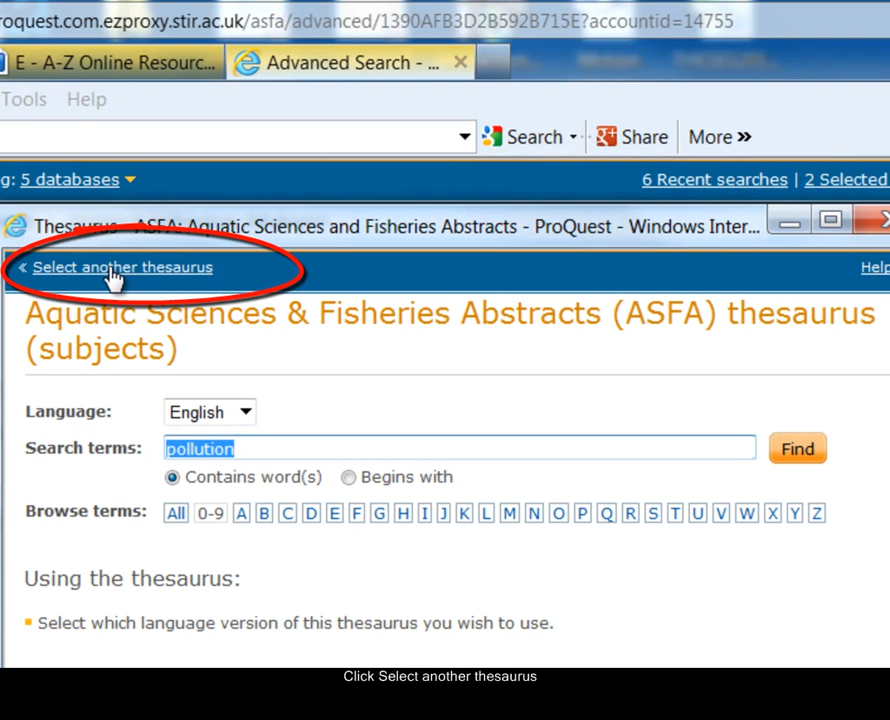 roquest.com.ezproxy.stir.ac.uk/asfa/advanced/1390AFB3D2B592B715E?accountid=14755
E - A-Z Online Resourc...
Advanced Search - ...
Tools Help
Search Share More »
g: 5 databases
6 Recent searches | 2 Selected
Thesaurus - ASFA: Aquatic Sciences and Fisheries Abstracts - ProQuest - Windows Inter...
« Select another thesaurus
Help
Aquatic Sciences & Fisheries Abstracts (ASFA) thesaurus
(subjects)
Language: English
Search terms: pollution Find
Contains word(s) Begins with
Browse terms: All 0-9 A B C D E F G H I J K L M N O P Q R S T U V W X Y Z
Using the thesaurus:
Select which language version of this thesaurus you wish to use.
Click Select another thesaurus